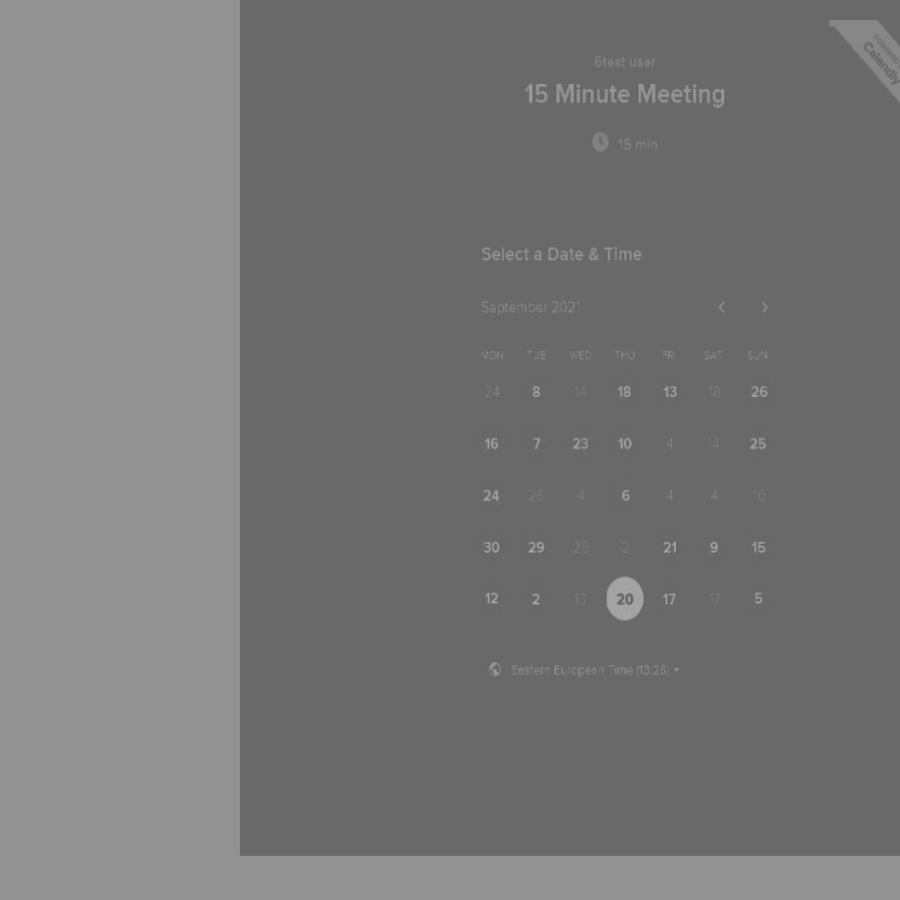 POWERED BY
Calendly
6test user
15 Minute Meeting
15 min
Select a Date & Time
September 2021
MON TUE WED THU FRI SAT SUN
24 8 14 18 13 18 26
16 7 23 10 4 14 25
24 26 4 6 4 4 10
30 29 25 2 21 9 15
12 2 13 20 17 17 5
Eastern European Time (13:26)